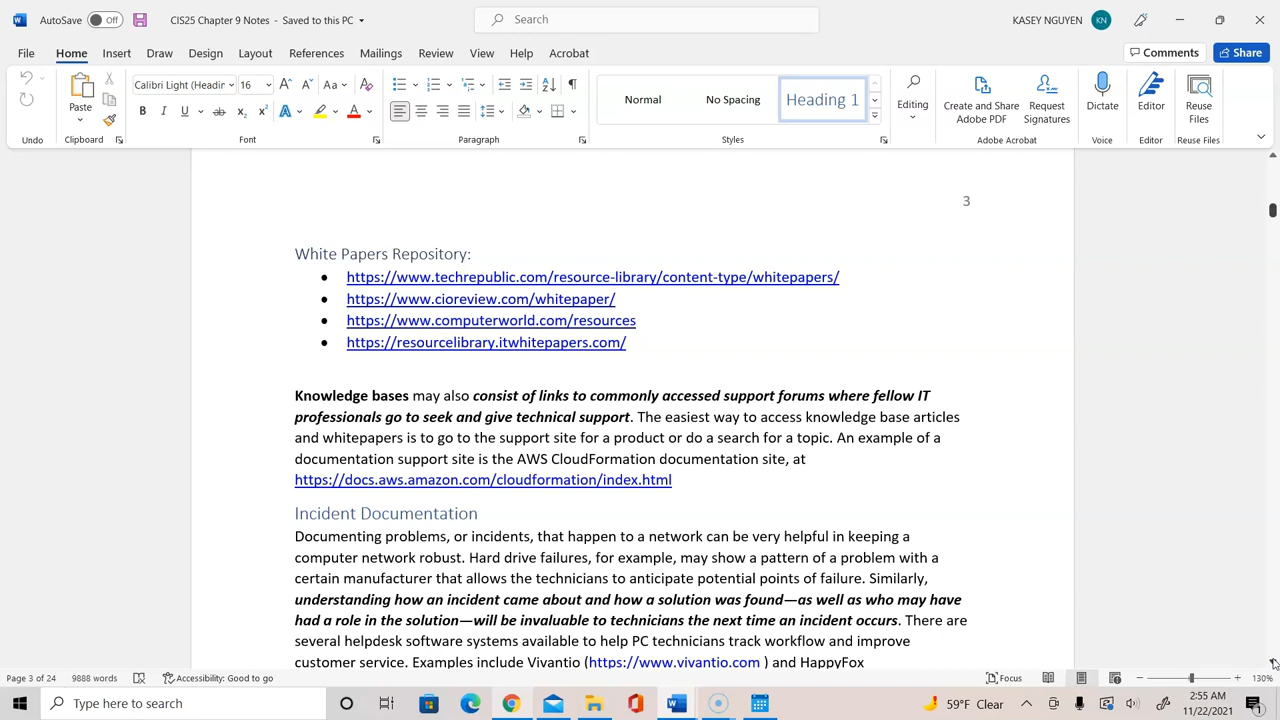 AutoSave Off CIS25 Chapter 9 Notes - Saved to this PC Search KASEY NGUYEN KN
File Home Insert Draw Design Layout References Mailings Review View Help Acrobat Comments Share
Calibri Light (Headin 16 Aa
Paste Normal No Spacing Heading 1 Editing Create and Share Adobe PDF Request Signatures Dictate Editor Reuse Files
Undo Clipboard Font Paragraph Styles Adobe Acrobat Voice Editor Reuse Files
3
White Papers Repository:
• https://www.techrepublic.com/resource-library/content-type/whitepapers/
• https://www.cioreview.com/whitepaper/
• https://www.computerworld.com/resources
• https://resourcelibrary.itwhitepapers.com/
Knowledge bases may also consist of links to commonly accessed support forums where fellow IT
professionals go to seek and give technical support. The easiest way to access knowledge base articles
and whitepapers is to go to the support site for a product or do a search for a topic. An example of a
documentation support site is the AWS CloudFormation documentation site, at
https://docs.aws.amazon.com/cloudformation/index.html
Incident Documentation
Documenting problems, or incidents, that happen to a network can be very helpful in keeping a
computer network robust. Hard drive failures, for example, may show a pattern of a problem with a
certain manufacturer that allows the technicians to anticipate potential points of failure. Similarly,
understanding how an incident came about and how a solution was found—as well as who may have
had a role in the solution—will be invaluable to technicians the next time an incident occurs. There are
several helpdesk software systems available to help PC technicians track workflow and improve
customer service. Examples include Vivantio (https://www.vivantio.com ) and HappyFox
Page 3 of 24 9888 words Accessibility: Good to go Focus 130%
Type here to search 59°F Clear 2:55 AM
11/22/2021 1